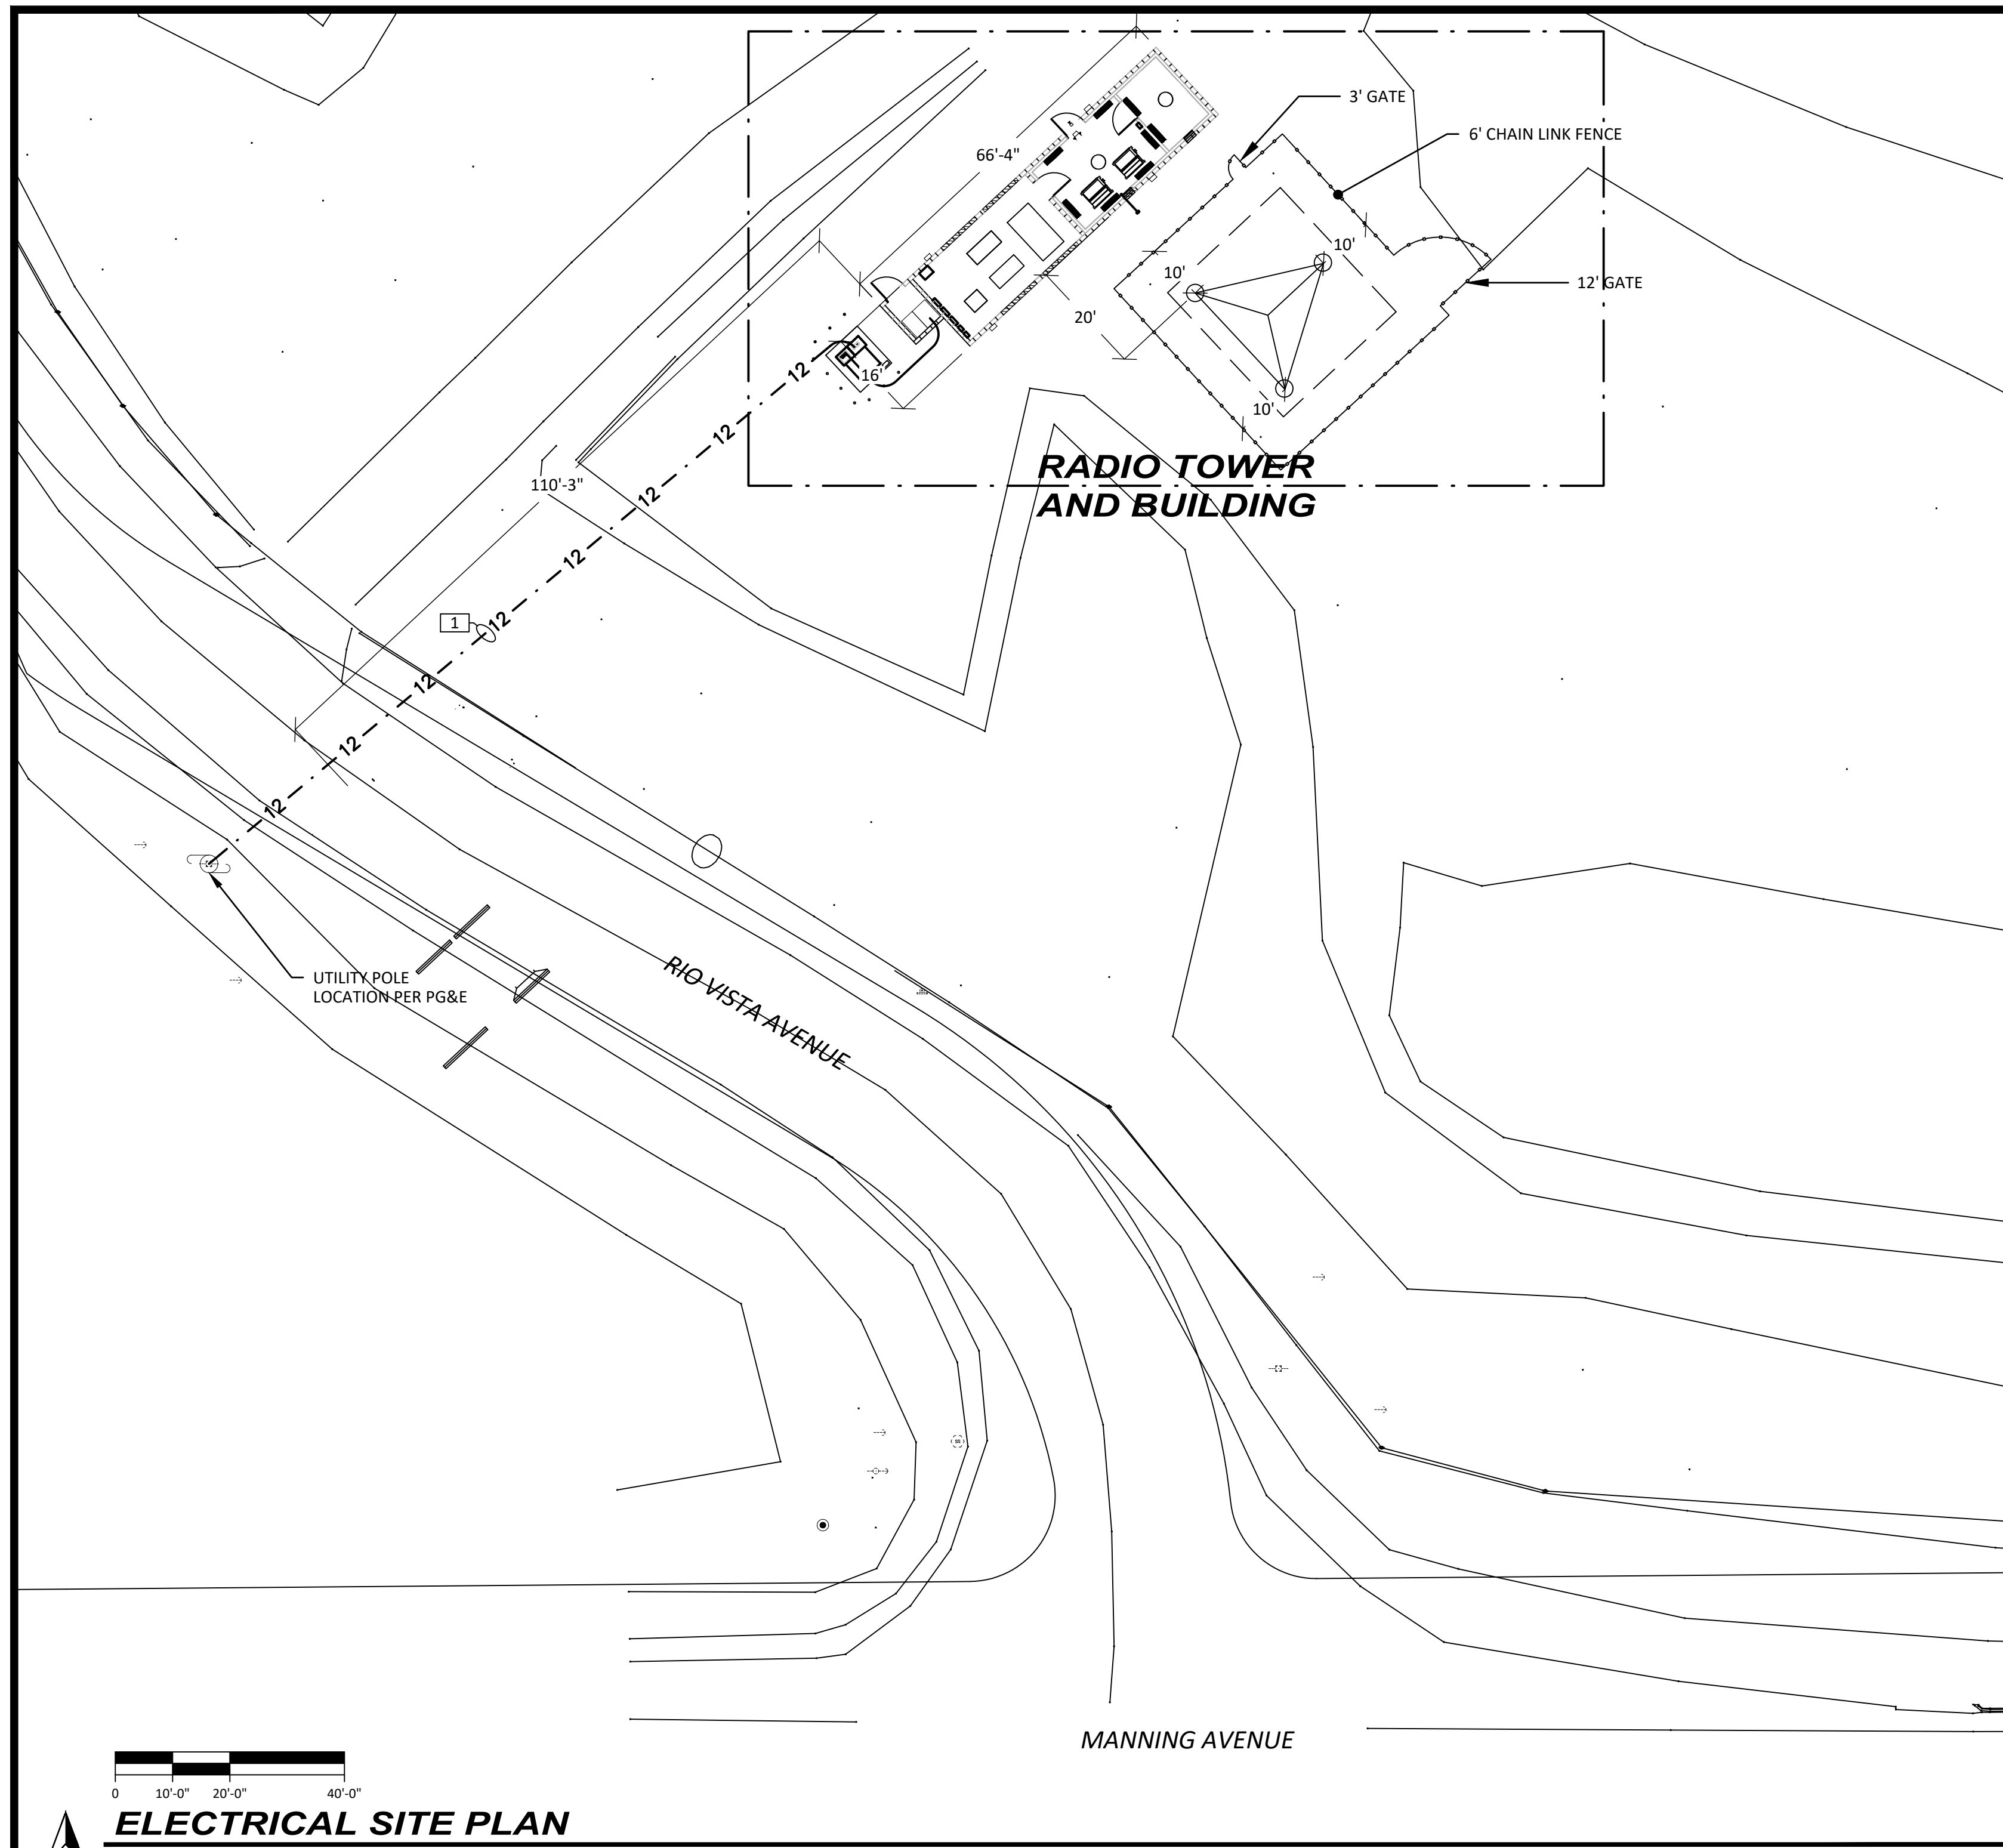 3' GATE
6' CHAIN LINK FENCE
66'-4"
10'
10'
12' GATE
20'
12
16'
12
10'
RADIO TOWER
AND BUILDING
110'-3"
12
12
1
12
12
12
12
UTILITY POLE
LOCATION PER PG&E
RIO VISTA AVENUE
SS
MANNING AVENUE
0 10'-0" 20'-0" 40'-0"
ELECTRICAL SITE PLAN